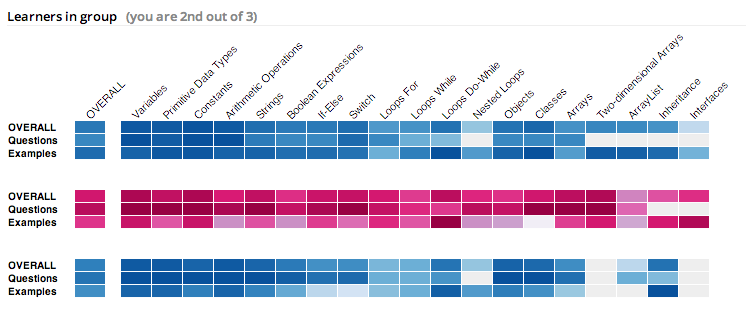 Learners in group (you are 2nd out of 3)
OVERALL
Variables
Primitive Data Types
Constants
Arithmetic Operations
Strings
Boolean Expressions
If-Else
Switch
Loops For
Loops While
Loops Do-While
Nested Loops
Objects
Classes
Arrays
Two-dimensional Arrays
ArrayList
Inheritance
Interfaces
OVERALL
Questions
Examples
OVERALL
Questions
Examples
OVERALL
Questions
Examples